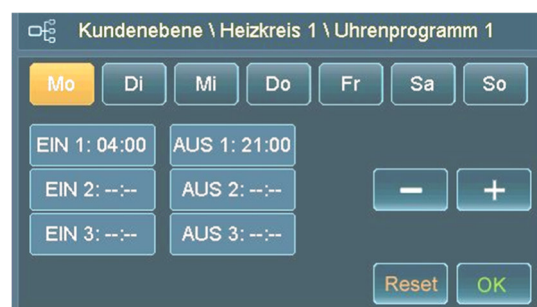 Kundenebene \ Heizkreis 1 \ Uhrenprogramm 1
Mo Di Mi Do Fr Sa So
EIN 1: 04:00 AUS 1: 21:00
EIN 2: --:-- AUS 2: --:--
− +
EIN 3: --:-- AUS 3: --:--
Reset OK